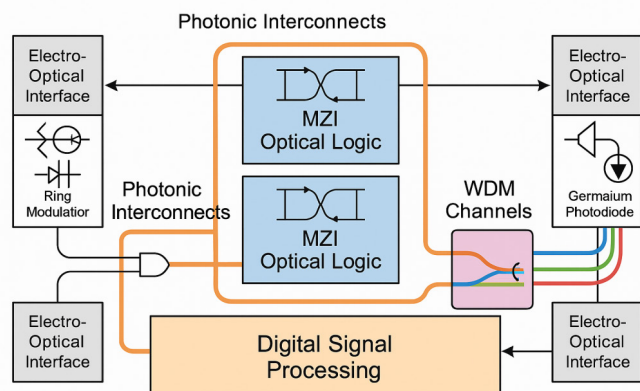 Photonic Interconnects
Electro-
Optical
Interface
MZI
Optical Logic
Electro-
Optical
Interface
Ring
Modulatior
Photonic
Interconnects
MZI
Optical Logic
WDM
Channels
Germaium
Photodiode
Electro-
Optical
Interface
Digital Signal
Processing
Electro-
Optical
Interface